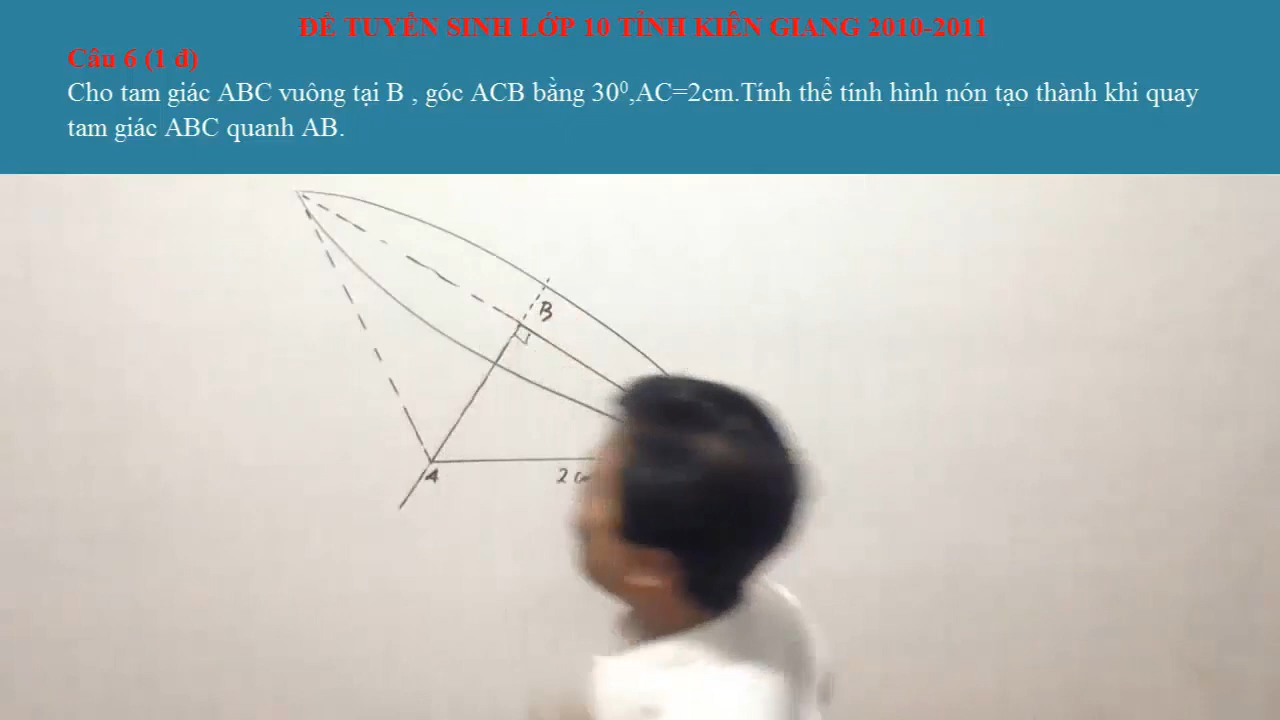 ĐỀ TUYỂN SINH LỚP 10 TỈNH KIÊN GIANG 2010-2011
Câu 6 (1 đ)
Cho tam giác ABC vuông tại B , góc ACB bằng 30⁰,AC=2cm.Tính thể tính hình nón tạo thành khi quay
tam giác ABC quanh AB.
B
A
2